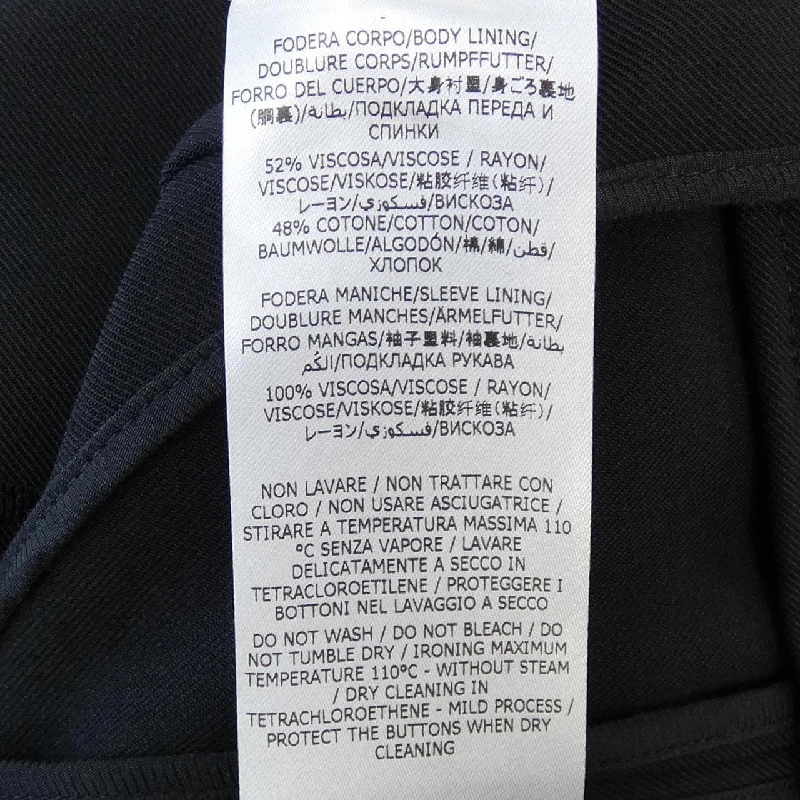 FODERA CORPO/BODY LINING/
DOUBLURE CORPS/RUMPFFUTTER/
FORRO DEL CUERPO/大身衬里/身ごろ裏地
(胴裏)/بطانة/ПОДКЛАДКА ПЕРЕДА И
СПИНКИ
52% VISCOSA/VISCOSE / RAYON/
VISCOSE/VISKOSE/粘胶纤维(粘纤)/
レーヨン/فسكوزي/ВИСКОЗА
48% COTONE/COTTON/COTON/
BAUMWOLLE/ALGODÓN/棉/綿/قطن/
ХЛОПОК
FODERA MANICHE/SLEEVE LINING/
DOUBLURE MANCHES/ÄRMELFUTTER/
FORRO MANGAS/袖子里料/袖裏地/بطانة
الكُم/ПОДКЛАДКА РУКАВА
100% VISCOSA/VISCOSE / RAYON/
VISCOSE/VISKOSE/粘胶纤维(粘纤)/
レーヨン/فسكوزي/ВИСКОЗА
NON LAVARE / NON TRATTARE CON
CLORO / NON USARE ASCIUGATRICE /
STIRARE A TEMPERATURA MASSIMA 110
°C SENZA VAPORE / LAVARE
DELICATAMENTE A SECCO IN
TETRACLOROETILENE / PROTEGGERE I
BOTTONI NEL LAVAGGIO A SECCO
DO NOT WASH / DO NOT BLEACH / DO
NOT TUMBLE DRY / IRONING MAXIMUM
TEMPERATURE 110°C - WITHOUT STEAM
/ DRY CLEANING IN
TETRACHLOROETHENE - MILD PROCESS /
PROTECT THE BUTTONS WHEN DRY
CLEANING